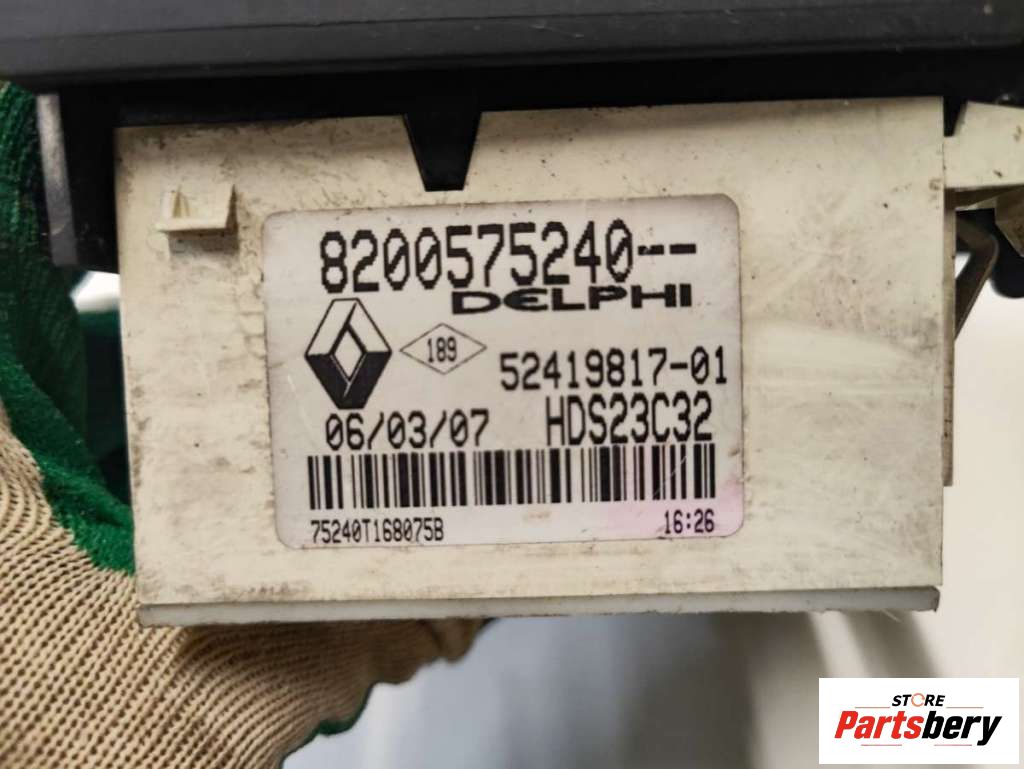 8200575240--
DELPHI
189
52419817-01
06/03/07 HDS23C32
75240T168075B 16:26
STORE
Partsbery